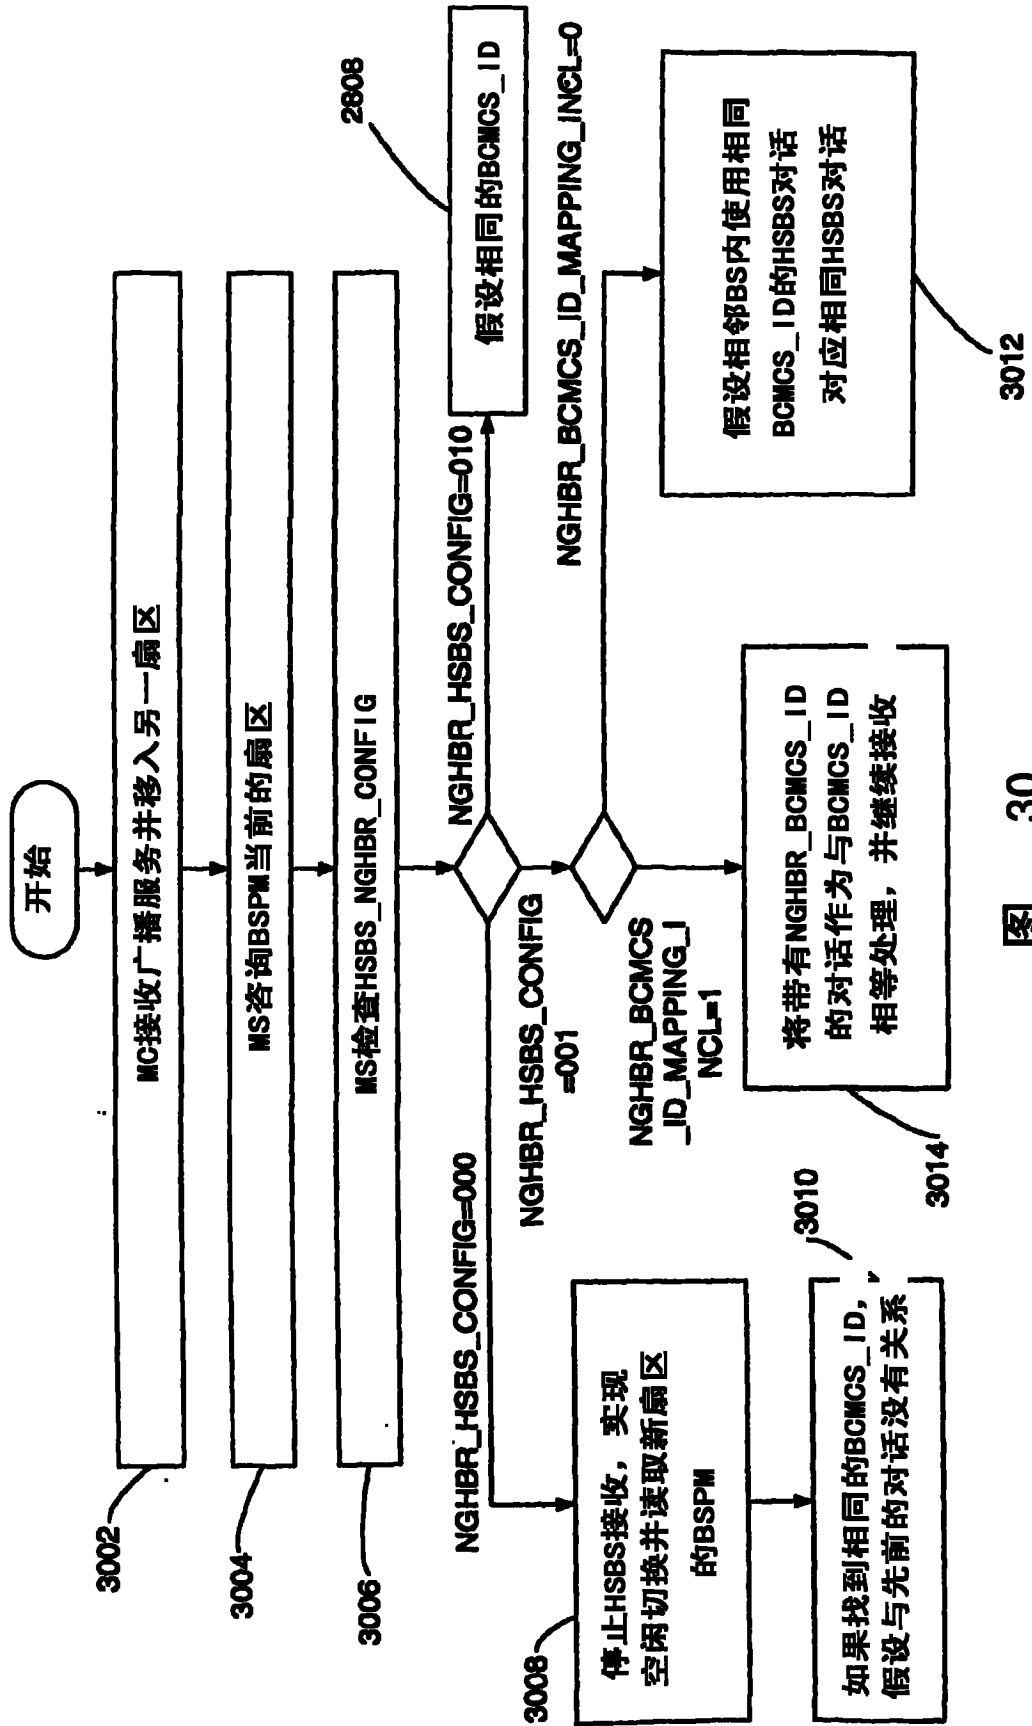 开始
3002
MC接收广播服务并移入另一扇区
3004
MS咨询BSPM当前的扇区
3006
MS检查HSBS_NGHBR_CONFIG
NGHBR_HSBS_CONFIG=000
NGHBR_HSBS_CONFIG
=001
NGHBR_HSBS_CONFIG=010
2808
假设相同的BCMCS_ID
3008
停止HSBS接收，实现
空闲切换并读取新扇区
的BSPM
3010
如果找到相同的BCMCS_ID,
假设与先前的对话没有关系
NGHBR_BCMCS
_ID_MAPPING_I
NCL=1
NGHBR_BCMCS_ID_MAPPING_INCL=0
3014
将带有NGHBR_BCMCS_ID
的对话作为与BCMCS_ID
相等处理，并继续接收
假设相邻BS内使用相同
BCMCS_ID的HSBS对话
对应相同HSBS对话
3012
图 30